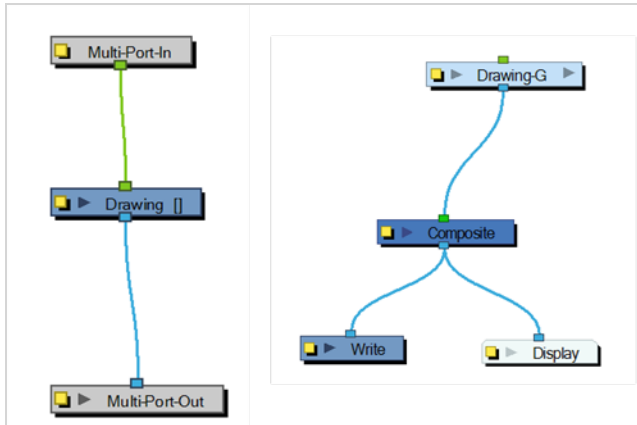 Multi-Port-In
Drawing []
Multi-Port-Out
Drawing-G
Composite
Write
Display